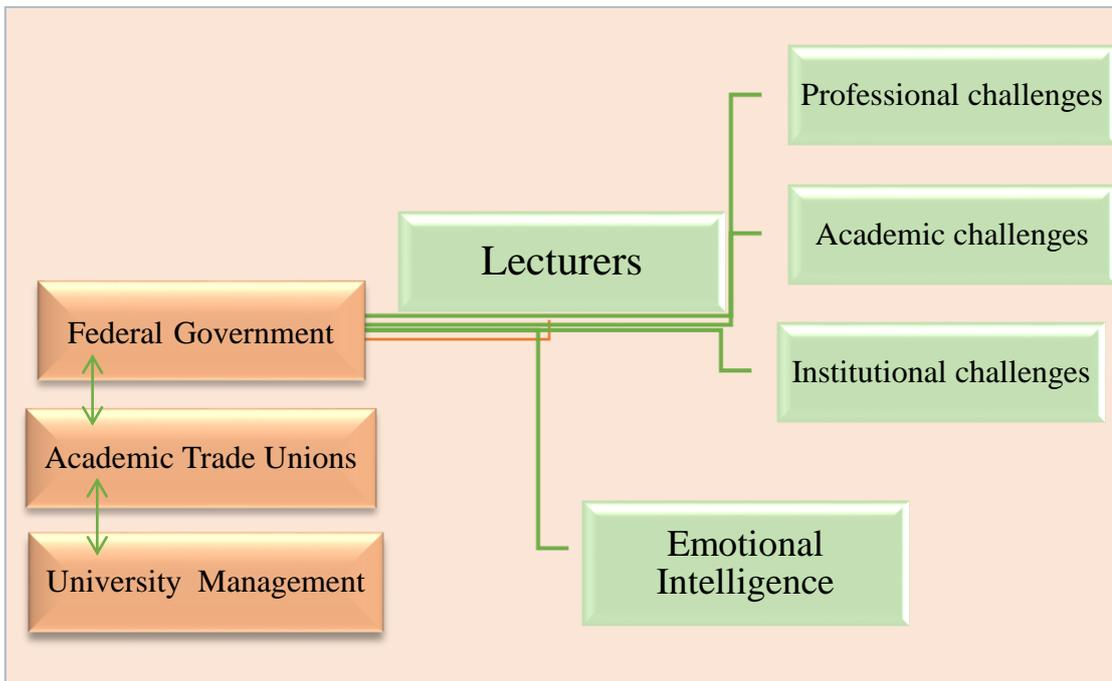 Professional challenges
Academic challenges
Lecturers
Institutional challenges
Federal Government
Academic Trade Unions
University Management
Emotional
Intelligence